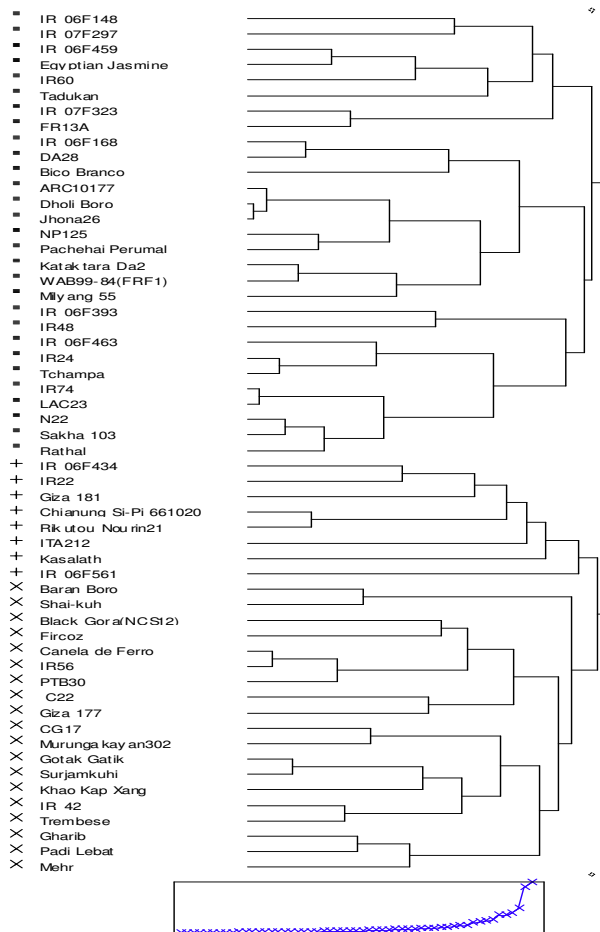 IR 06F148
IR 07F297
IR 06F459
Egyptian Jasmine
IR60
Tadukan
IR 07F323
FR13A
IR 06F168
DA28
Bico Branco
ARC10177
Dholi Boro
Jhona26
NP125
Pachehai Perumal
Kataktara Da2
WAB99-84(FRF1)
Milyang 55
IR 06F393
IR48
IR 06F463
IR24
Tchampa
IR74
LAC23
N22
Sakha 103
Rathal
IR 06F434
IR22
Giza 181
Chianung Si-Pi 661020
Rikutou Nourin21
ITA212
Kasalath
IR 06F561
Baran Boro
Shai-kuh
Black Gora(NCS12)
Fircoz
Canela de Ferro
IR56
PTB30
C22
Giza 177
CG17
Murungakayan302
Gotak Gatik
Surjamkuhi
Khao Kap Xang
IR 42
Trembese
Gharib
Padi Lebat
Mehr